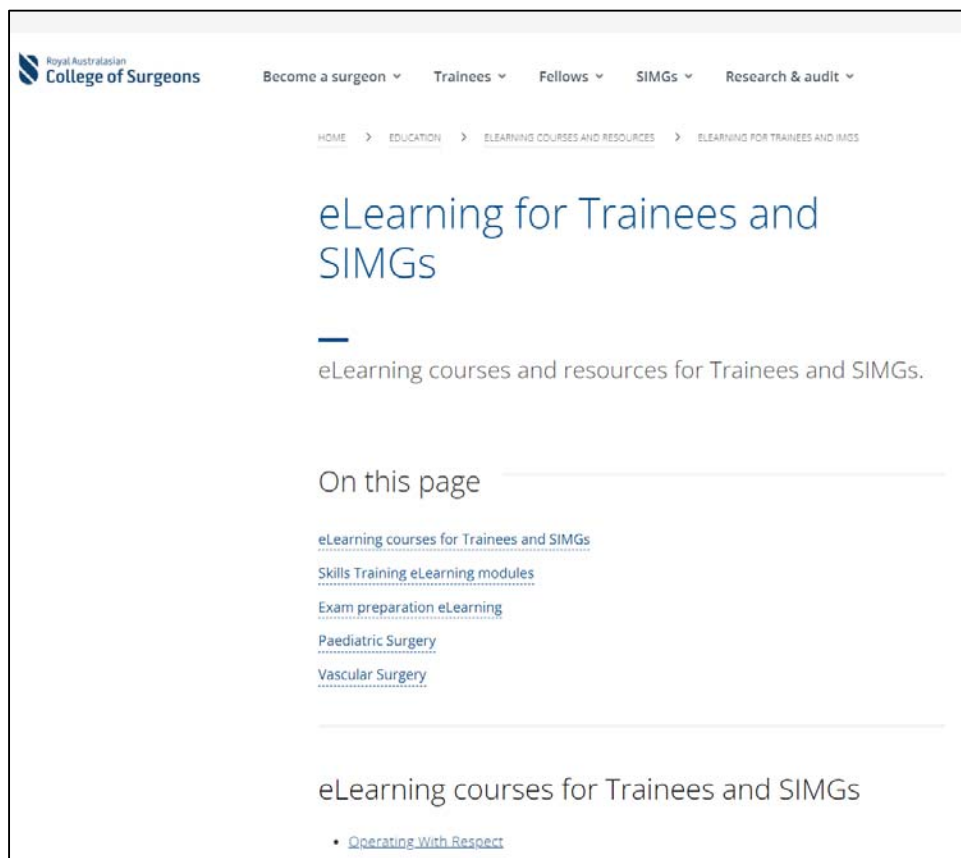 Royal Australasian
College of Surgeons
Become a surgeon Trainees Fellows SIMGs Research & audit
HOME > EDUCATION > ELEARNING COURSES AND RESOURCES > ELEARNING FOR TRAINEES AND IMGS
eLearning for Trainees and
SIMGs
eLearning courses and resources for Trainees and SIMGs.
On this page
eLearning courses for Trainees and SIMGs
Skills Training eLearning modules
Exam preparation eLearning
Paediatric Surgery
Vascular Surgery
eLearning courses for Trainees and SIMGs
• Operating With Respect